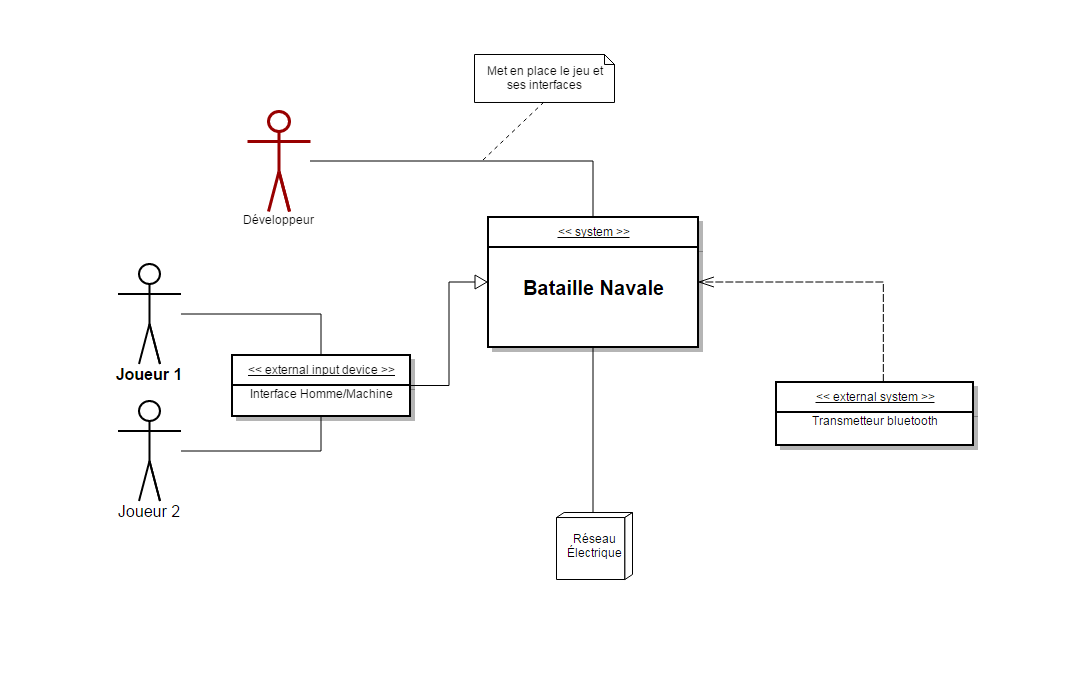 Met en place le jeu et
ses interfaces
Développeur
<< system >>
Bataille Navale
Joueur 1
<< external input device >>
Interface Homme/Machine
<< external system >>
Transmetteur bluetooth
Joueur 2
Réseau
Électrique